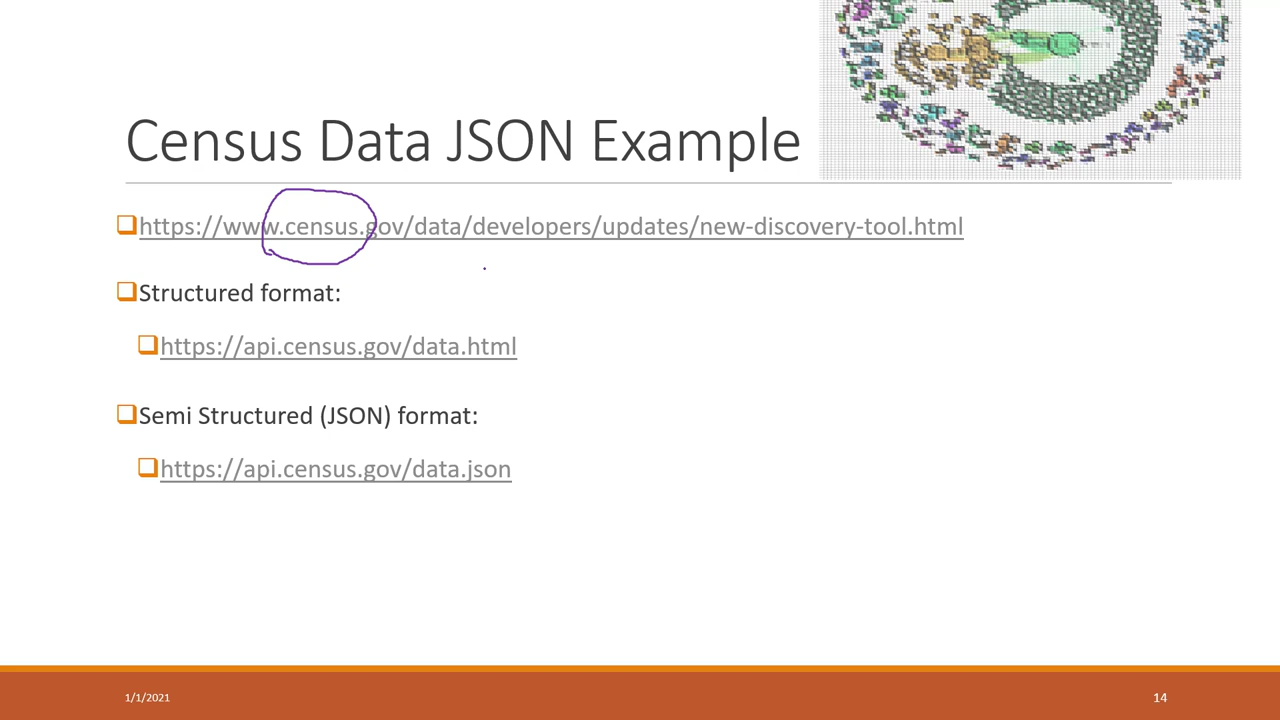 Census Data JSON Example
https://www.census.gov/data/developers/updates/new-discovery-tool.html
Structured format:
https://api.census.gov/data.html
Semi Structured (JSON) format:
https://api.census.gov/data.json
1/1/2021
14